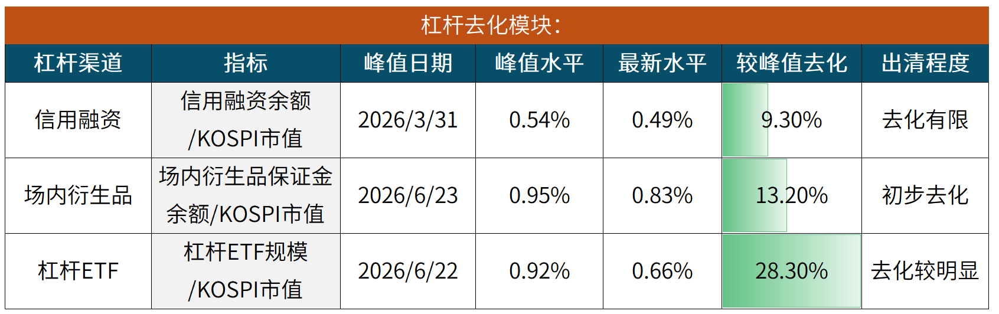 杠杆去化模块：
杠杆渠道 指标 峰值日期 峰值水平 最新水平 较峰值去化 出清程度
信用融资 信用融资余额 2026/3/31 0.54% 0.49% 9.30% 去化有限
/KOSPI市值
场内衍生品 场内衍生品保证金 2026/6/23 0.95% 0.83% 13.20% 初步去化
余额/KOSPI市值
杠杆ETF 杠杆ETF规模 2026/6/22 0.92% 0.66% 28.30% 去化较明显
/KOSPI市值